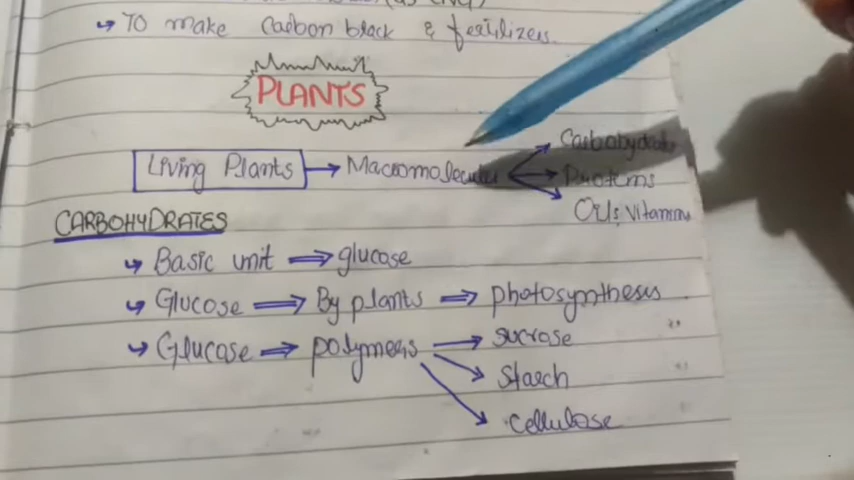 ↳ To make Carbon black & fertilizers
PLANTS
Living Plants → Macromolecules → Carbohydrates
→ Proteins
→ Oils, vitamins
CARBOHYDRATES
↳ Basic unit ⇒ glucose
↳ Glucose ⇒ By plants ⇒ photosynthesis
↳ Glucose ⇒ polymers → sucrose
→ Starch
→ cellulose